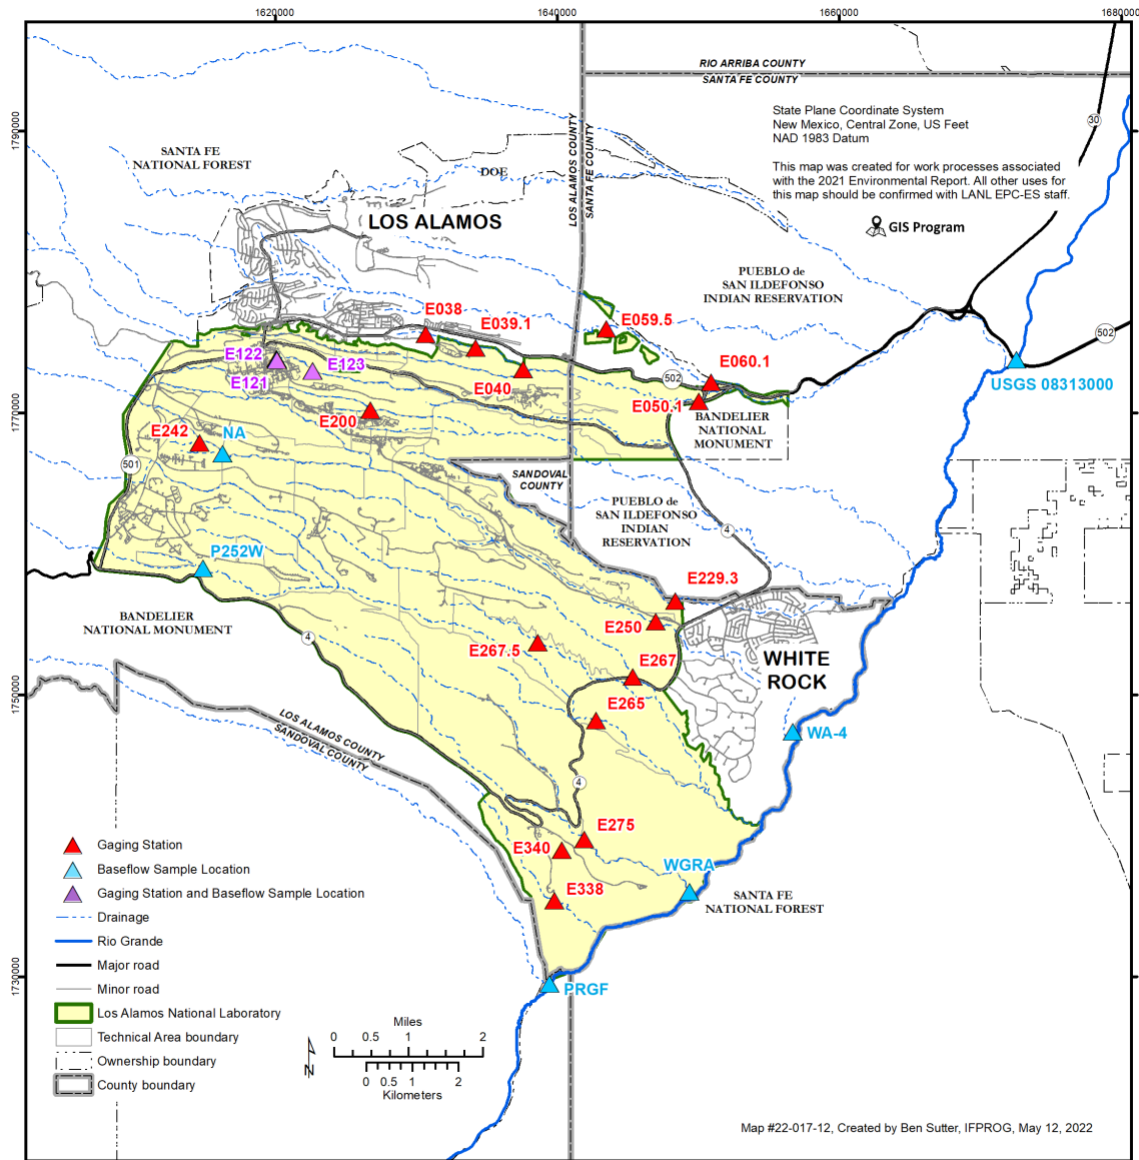 1620000
1640000
1660000
1680000
RIO ARRIBA COUNTY
SANTA FE COUNTY
LOS ALAMOS COUNTY
SANTA FE COUNTY
State Plane Coordinate System
New Mexico, Central Zone, US Feet
NAD 1983 Datum
This map was created for work processes associated
with the 2021 Environmental Report. All other uses for
this map should be confirmed with LANL EPC-ES staff.
GIS Program
30
1790000
SANTA FE
NATIONAL FOREST
DOE
LOS ALAMOS
PUEBLO de
SAN ILDEFONSO
INDIAN RESERVATION
E038
E039.1
E059.5
E122
E121
E123
E040
E060.1
502
502
USGS 08313000
E050.1
1770000
E200
BANDELIER
NATIONAL
MONUMENT
E242
NA
501
SANDOVAL
COUNTY
PUEBLO de
SAN ILDEFONSO
INDIAN
RESERVATION
4
P252W
E229.3
BANDELIER
NATIONAL MONUMENT
4
E250
E267.5
E267
WHITE
ROCK
1750000
E265
LOS ALAMOS COUNTY
SANDOVAL COUNTY
WA-4
4
E275
E340
WGRA
E338
SANTA FE
NATIONAL FOREST
1730000
PRGF
Gaging Station
Baseflow Sample Location
Gaging Station and Baseflow Sample Location
Drainage
Rio Grande
Major road
Minor road
Los Alamos National Laboratory
Technical Area boundary
Ownership boundary
County boundary
N
Miles
0 0.5 1 2
0 0.5 1 2
Kilometers
Map #22-017-12, Created by Ben Sutter, IFPROG, May 12, 2022